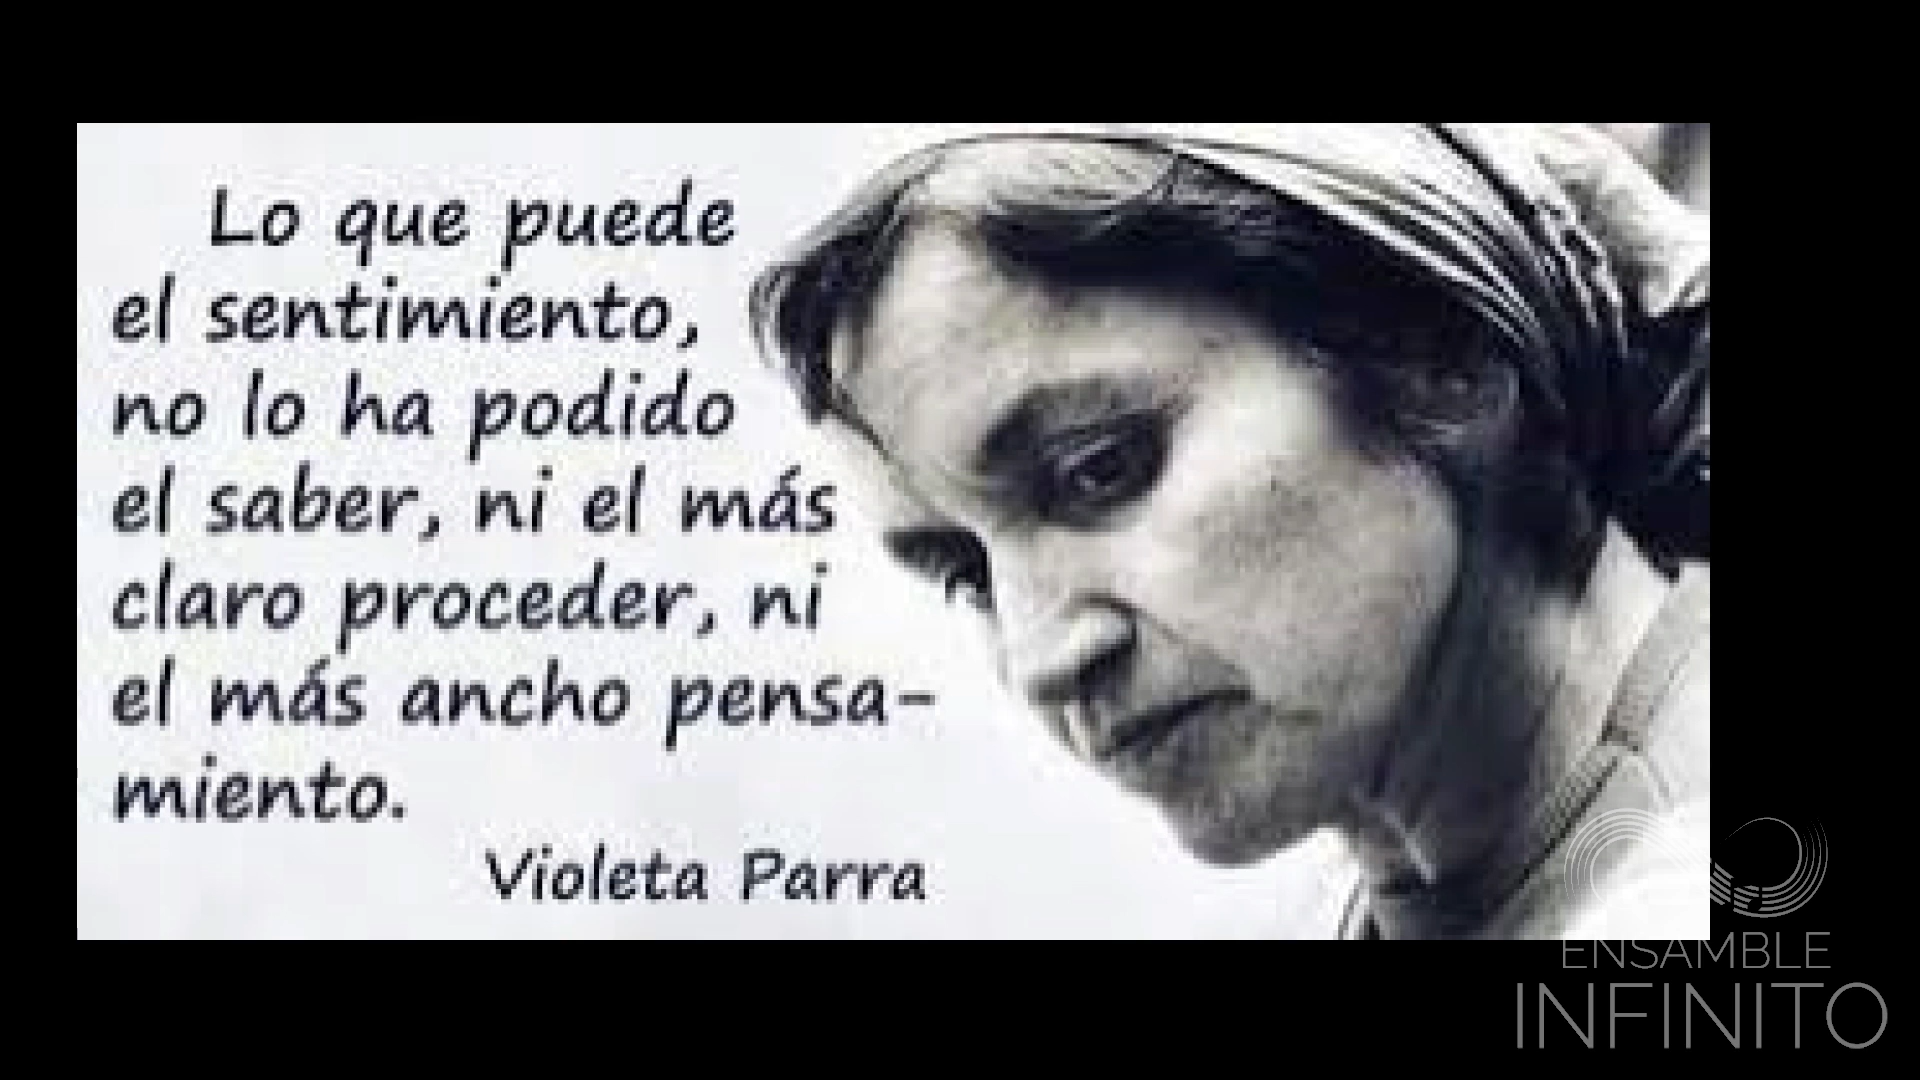 Lo que puede
el sentimiento,
no lo ha podido
el saber, ni el más
claro proceder, ni
el más ancho pensa-
miento.
Violeta Parra
ENSAMBLE
INFINITO